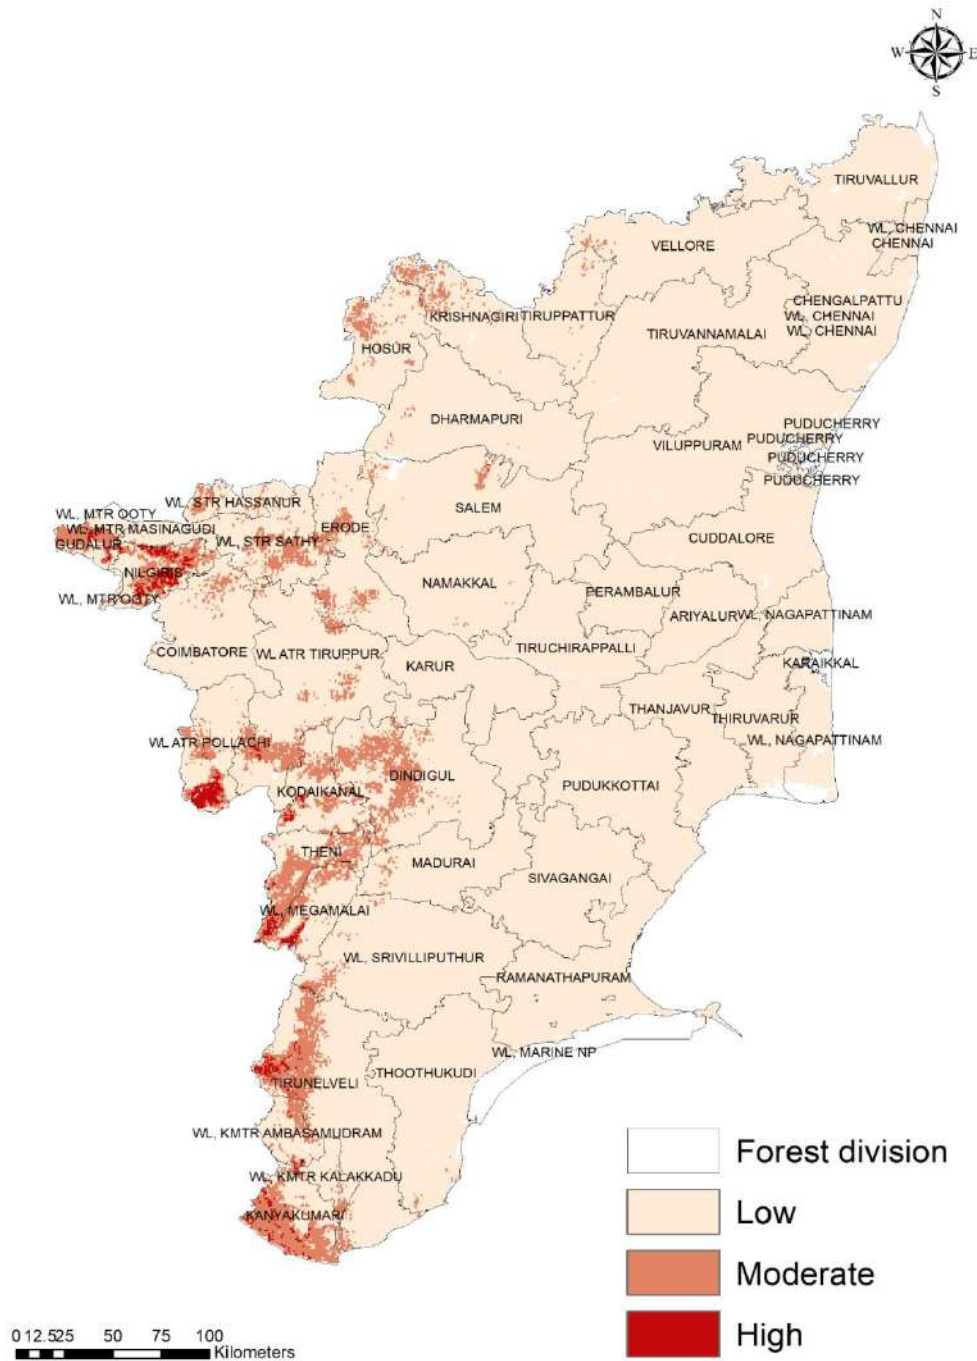 N
W E
S
TIRUVALLUR
WL, CHENNAI
CHENNAI
VELLORE
CHENGALPATTU
WL, CHENNAI
WL, CHENNAI
KRISHNAGIRI
TIRUPPATTUR
TIRUVANNAMALAI
HOSUR
DHARMAPURI
PUDUCHERRY
PUDUCHERRY
VILUPPURAM
PUDUCHERRY
PUDUCHERRY
WL, STR HASSANUR
SALEM
WL, MTR OOTY
WL, MTR MASINAGUDI
ERODE
GUDALUR
WL, STR SATHY
CUDDALORE
NILGIRIS
NAMAKKAL
PERAMBALUR
WL, MTR OOTY
ARIYALUR
WL, NAGAPATTINAM
COIMBATORE
WL ATR TIRUPPUR
TIRUCHIRAPPALLI
KARUR
KARAIKKAL
THANJAVUR
THIRUVARUR
WL ATR POLLACHI
WL, NAGAPATTINAM
DINDIGUL
KODAIKANAL
PUDUKKOTTAI
THENI
MADURAI
SIVAGANGAI
WL, MEGAMALAI
WL, SRIVILLIPUTHUR
RAMANATHAPURAM
WL, MARINE NP
TIRUNELVELI
THOOTHUKUDI
WL, KMTR AMBASAMUDRAM
WL, KMTR KALAKKADU
KANYAKUMARI
Forest division
Low
Moderate
High
0 12.5 25 50 75 100
Kilometers